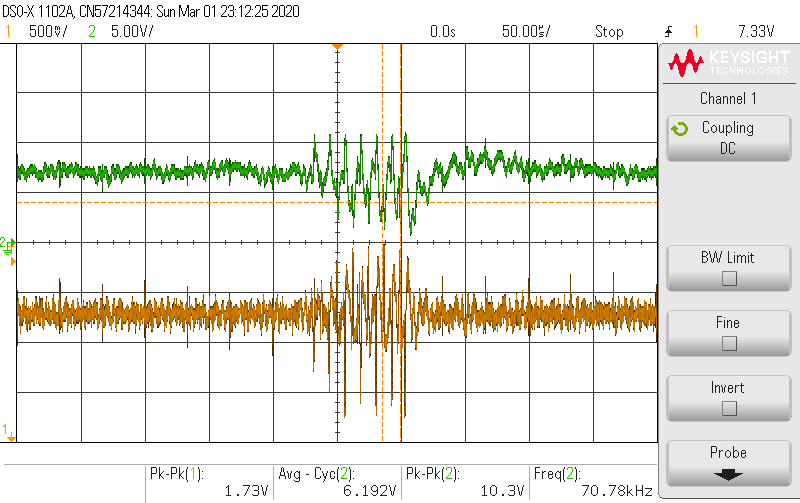 DSO-X 1102A, CN57214344: Sun Mar 01 23:12:25 2020
1 500mV/ 2 5.00V/ 0.0s 50.00µs/ Stop 1 7.33V
KEYSIGHT
TECHNOLOGIES
Channel 1
Coupling
DC
2
BW Limit
Fine
Invert
1
Probe
Pk-Pk(1): Avg - Cyc(2): Pk-Pk(2): Freq(2):
1.73V 6.192V 10.3V 70.78kHz